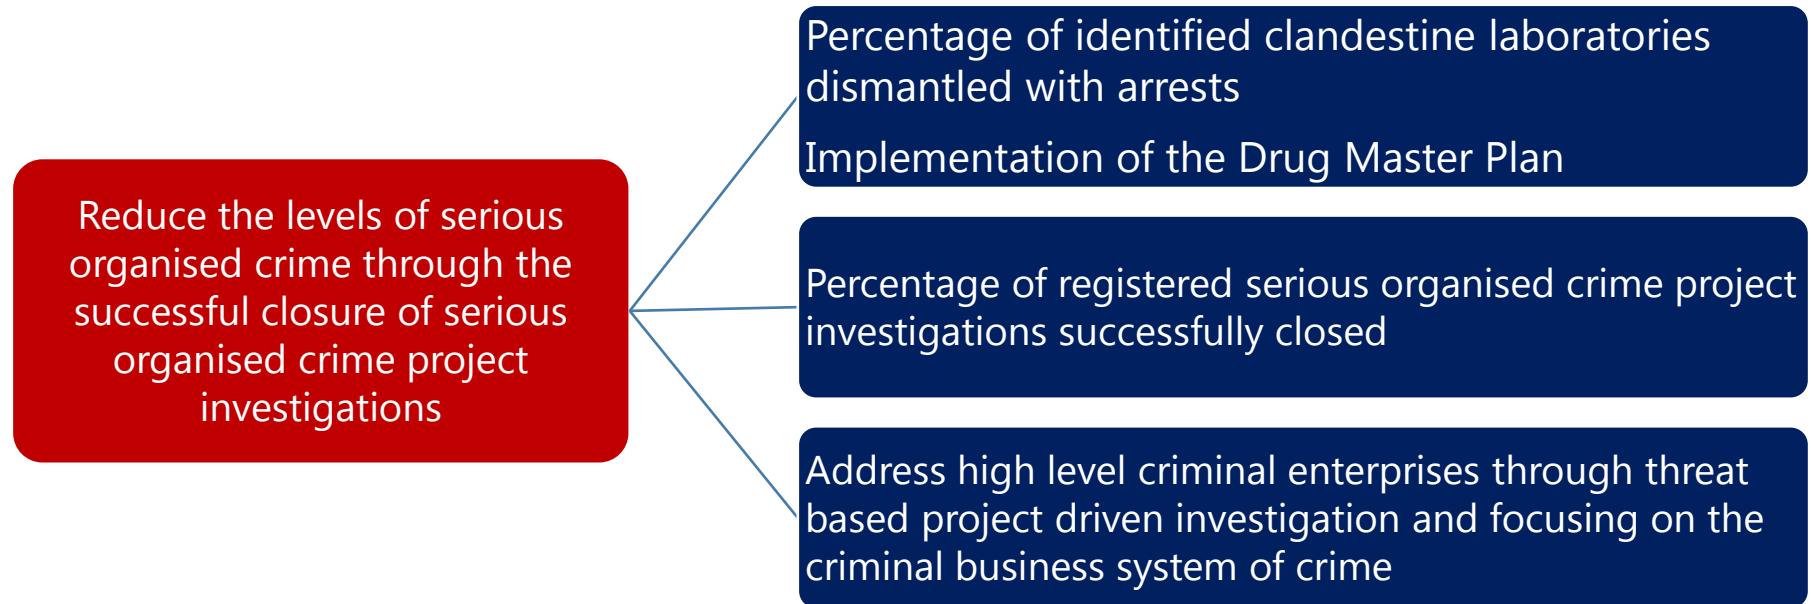 Reduce the levels of serious
organised crime through the
successful closure of serious
organised crime project
investigations
Percentage of identified clandestine laboratories
dismantled with arrests
Implementation of the Drug Master Plan
Percentage of registered serious organised crime project
investigations successfully closed
Address high level criminal enterprises through threat
based project driven investigation and focusing on the
criminal business system of crime